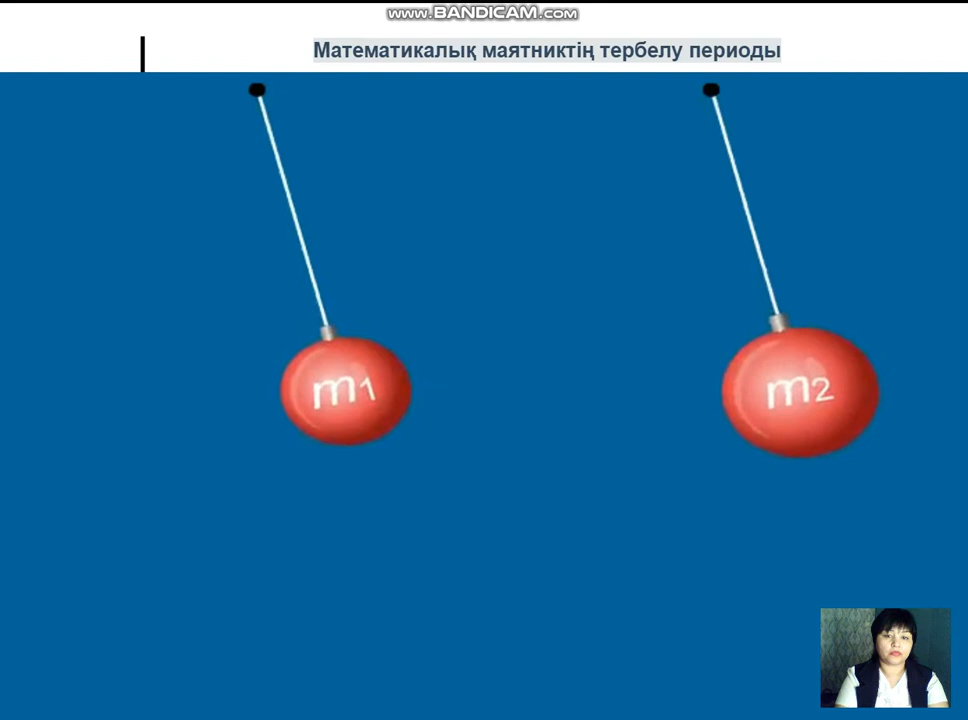 www.BANDICAM.com
Математикалық маятниктің тербелу периоды
m1
m2